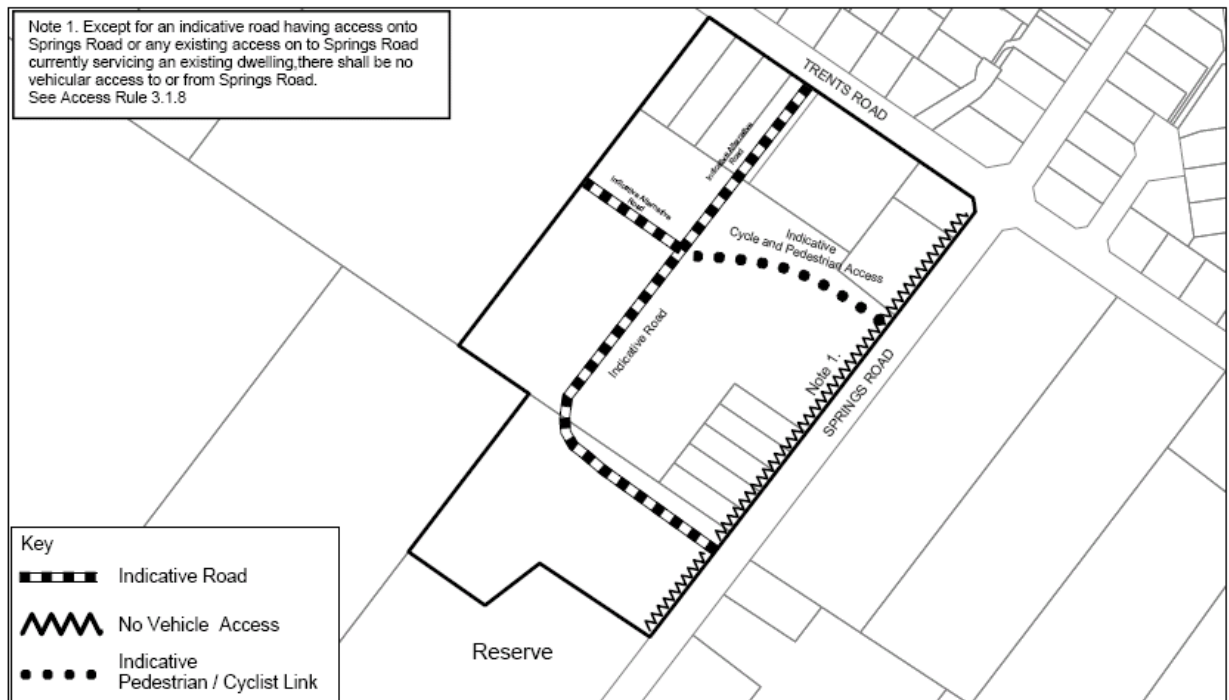 Note 1. Except for an indicative road having access onto
Springs Road or any existing access on to Springs Road
currently servicing an existing dwelling,there shall be no
vehicular access to or from Springs Road.
See Access Rule 3.1.8
TRENTS ROAD
Indicative Alternative
Road
Indicative Alternative
Road
Indicative
Cycle and Pedestrian Access
Indicative Road
Note 1.
SPRINGS ROAD
Key
Indicative Road
No Vehicle Access
Indicative
Pedestrian / Cyclist Link
Reserve